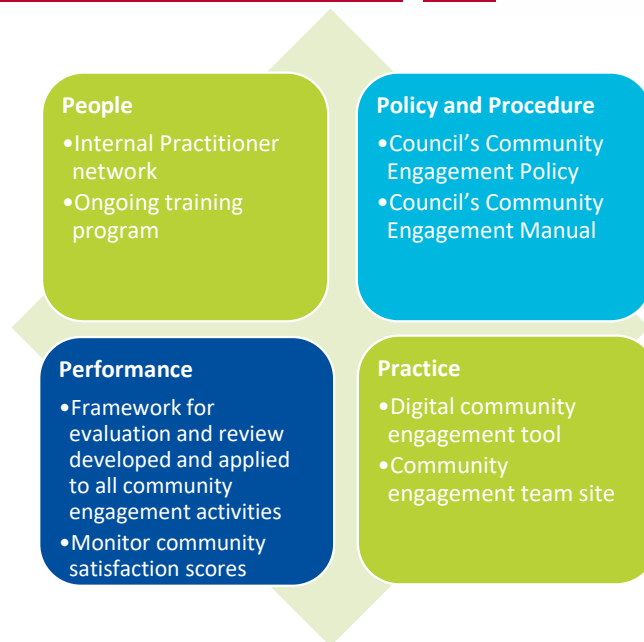 People
•Internal Practitioner
network
•Ongoing training
program
Policy and Procedure
•Council’s Community
Engagement Policy
•Council’s Community
Engagement Manual
Performance
•Framework for
evaluation and review
developed and applied
to all community
engagement activities
•Monitor community
satisfaction scores
Practice
•Digital community
engagement tool
•Community
engagement team site